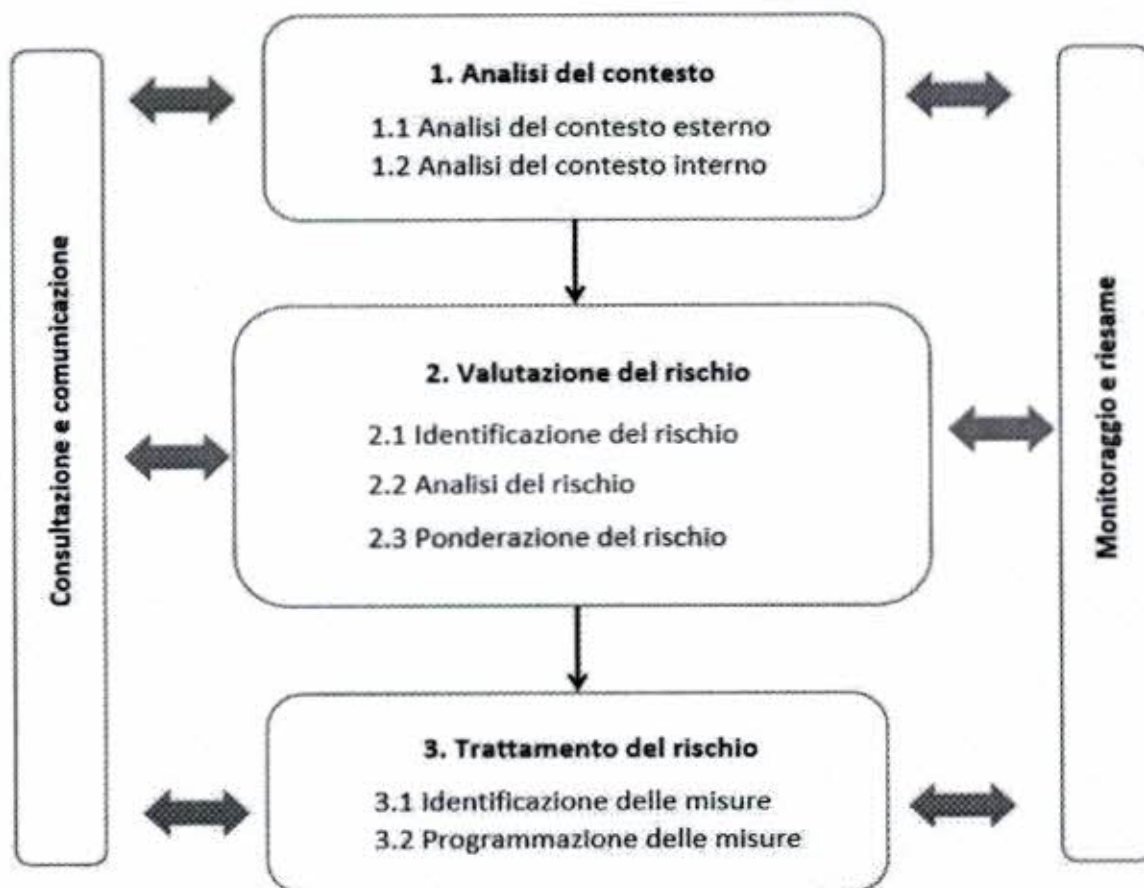 Consultazione e comunicazione
1. Analisi del contesto
1.1 Analisi del contesto esterno
1.2 Analisi del contesto interno
2. Valutazione del rischio
2.1 Identificazione del rischio
2.2 Analisi del rischio
2.3 Ponderazione del rischio
3. Trattamento del rischio
3.1 Identificazione delle misure
3.2 Programmazione delle misure
Monitoraggio e riesame